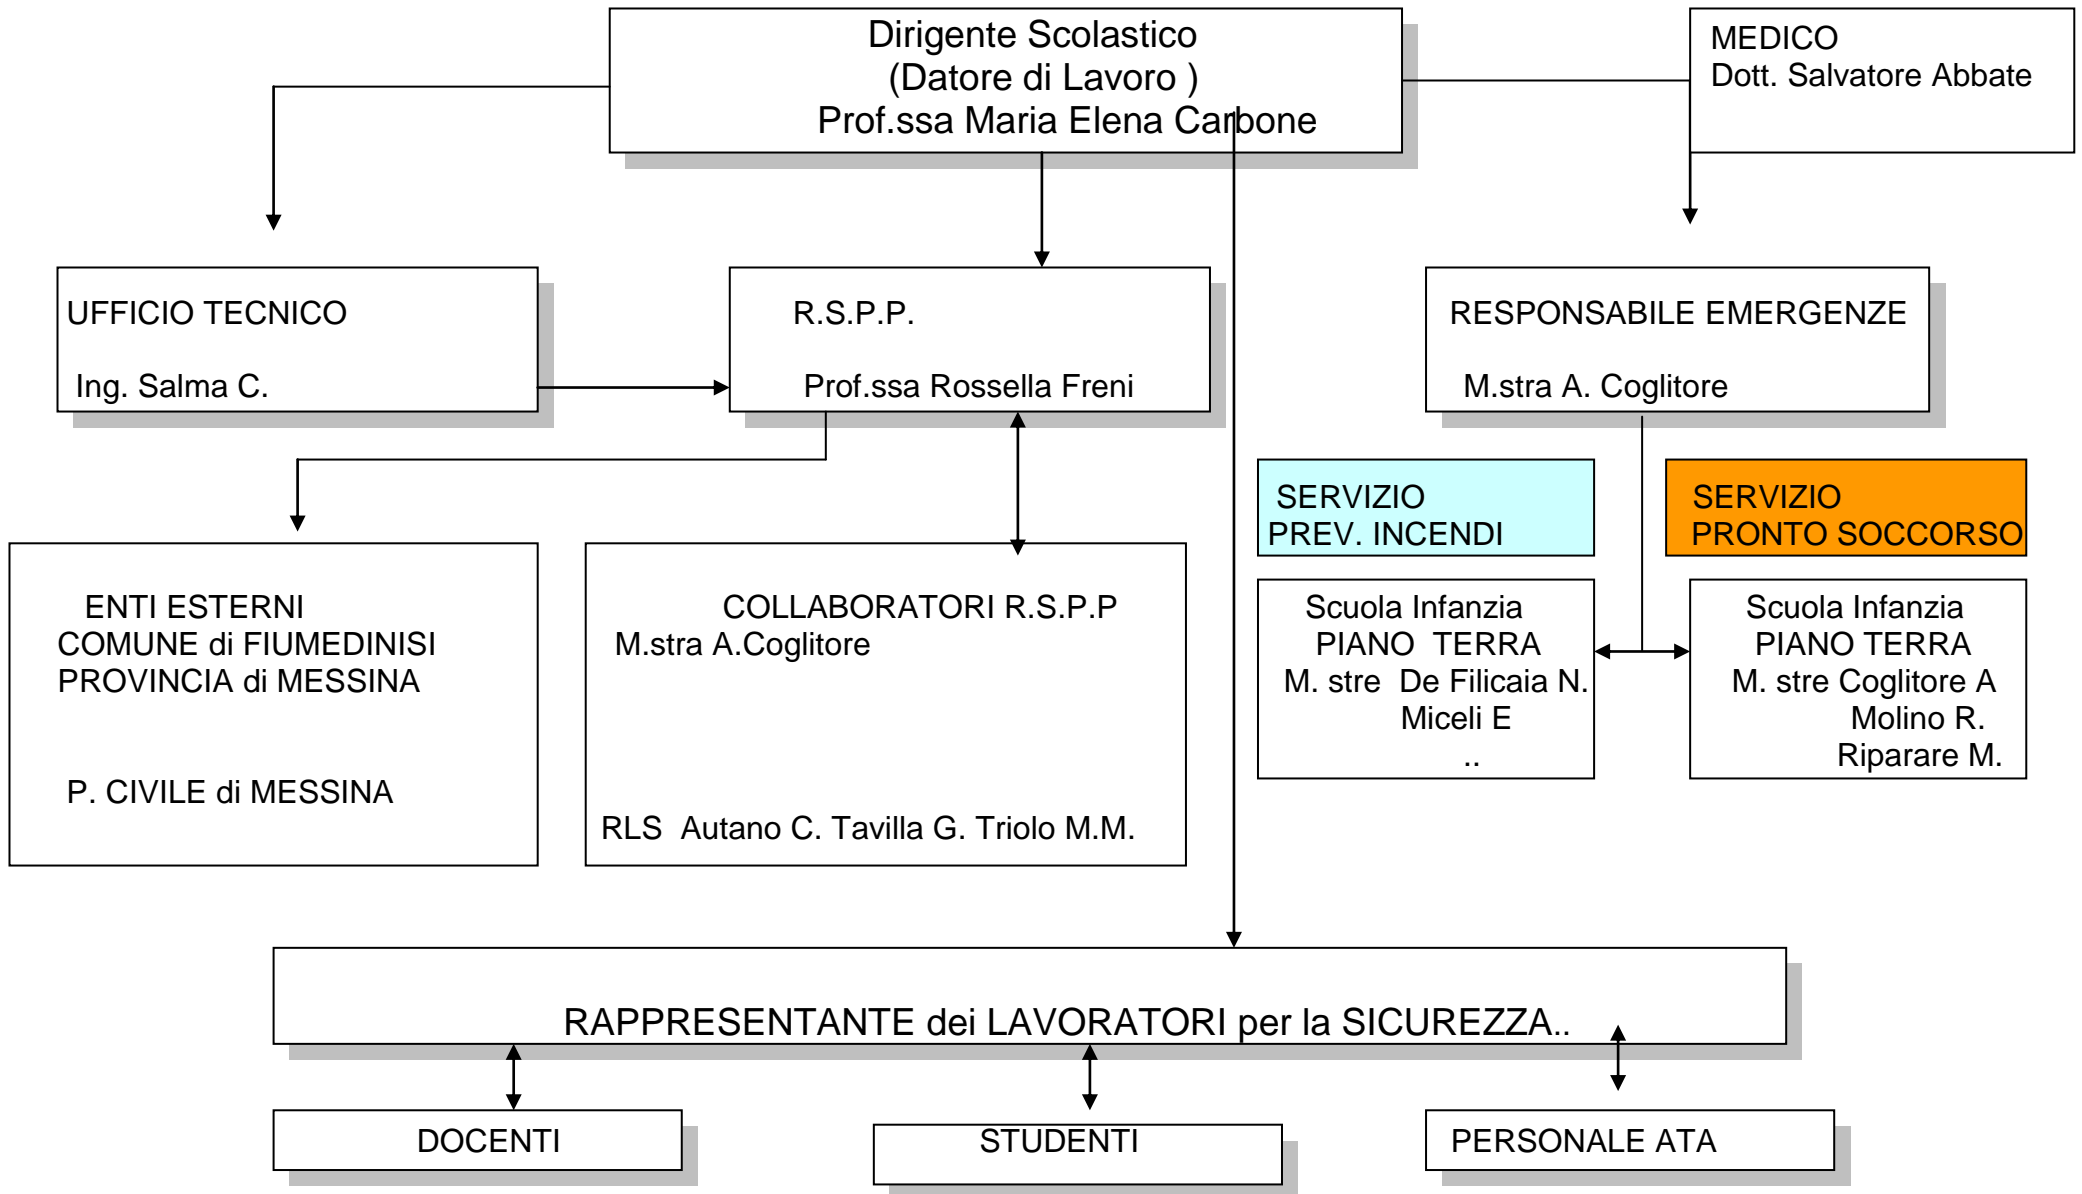 Dirigente Scolastico
(Datore di Lavoro )
Prof.ssa Maria Elena Carbone
MEDICO
Dott. Salvatore Abbate
UFFICIO TECNICO
Ing. Salma C.
R.S.P.P.
Prof.ssa Rossella Freni
RESPONSABILE EMERGENZE
M.stra A. Coglitore
SERVIZIO
PREV. INCENDI
SERVIZIO
PRONTO SOCCORSO
ENTI ESTERNI
COMUNE di FIUMEDINISI
PROVINCIA di MESSINA
P. CIVILE di MESSINA
COLLABORATORI R.S.P.P
M.stra A.Coglitore
RLS Autano C. Tavilla G. Triolo M.M.
Scuola Infanzia
PIANO TERRA
M. stre De Filicaia N.
Miceli E
..
Scuola Infanzia
PIANO TERRA
M. stre Coglitore A
Molino R.
Riparare M.
RAPPRESENTANTE dei LAVORATORI per la SICUREZZA..
DOCENTI
STUDENTI
PERSONALE ATA